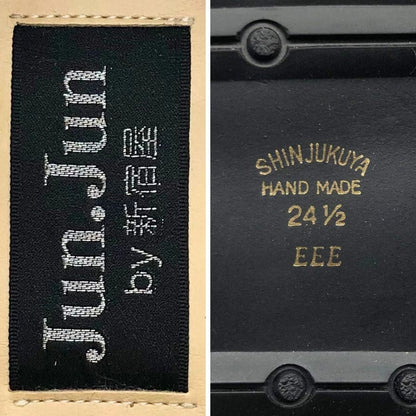 Jun.Jun
by 新宿屋
SHINJUKUYA
HAND MADE
24 ½
EEE